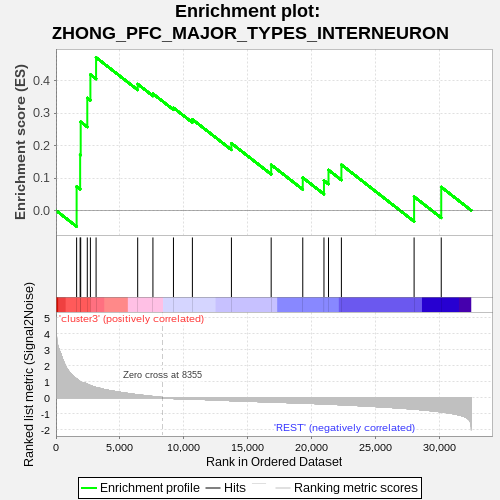 Enrichment plot:
ZHONG_PFC_MAJOR_TYPES_INTERNEURON
Enrichment score (ES)
0.4
0.3
0.2
0.1
0.0
Ranked list metric (Signal2Noise)
'cluster3' (positively correlated)
5
4
3
2
1
0
-1
-2
Zero cross at 8355
'REST' (negatively correlated)
0 5,000 10,000 15,000 20,000 25,000 30,000
Rank in Ordered Dataset
Enrichment profile Hits Ranking metric scores